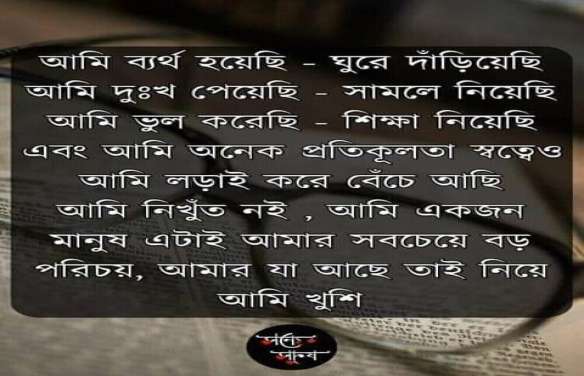 আমি ব্যর্থ হয়েছি – ঘুরে দাঁড়িয়েছি
আমি দুঃখ পেয়েছি – সামলে নিয়েছি
আমি ভুল করেছি – শিক্ষা নিয়েছি
এবং আমি অনেক প্রতিকূলতা স্বত্বেও
আমি লড়াই করে বেঁচে আছি
আমি নিখুঁত নই , আমি একজন
মানুষ এটাই আমার সবচেয়ে বড়
পরিচয়, আমার যা আছে তাই নিয়ে
আমি খুশি